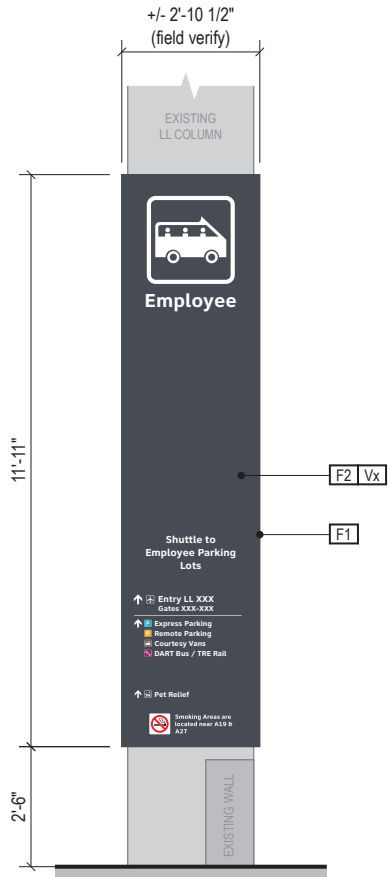 +/- 2'-10 1/2"
(field verify)
EXISTING
LL COLUMN
Employee
11'-11"
F2 Vx
F1
Shuttle to
Employee Parking
Lots
Entry LL XXX
Gates XXX-XXX
P Express Parking
P Remote Parking
Courtesy Vans
DART Bus / TRE Rail
Pet Relief
Smoking Areas are
located near A19 &
A27
2'-6"
EXISTING WALL